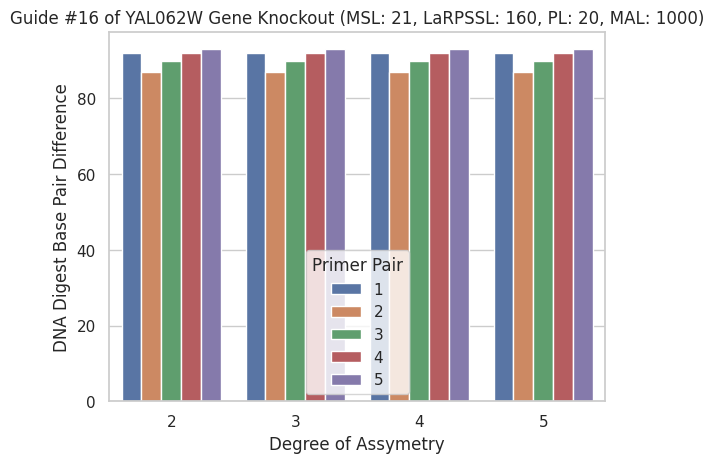 Guide #16 of YAL062W Gene Knockout (MSL: 21, LaRPSSL: 160, PL: 20, MAL: 1000)
DNA Digest Base Pair Difference
80
60
40
20
0
Primer Pair
1
2
3
4
5
2 3 4 5
Degree of Assymetry